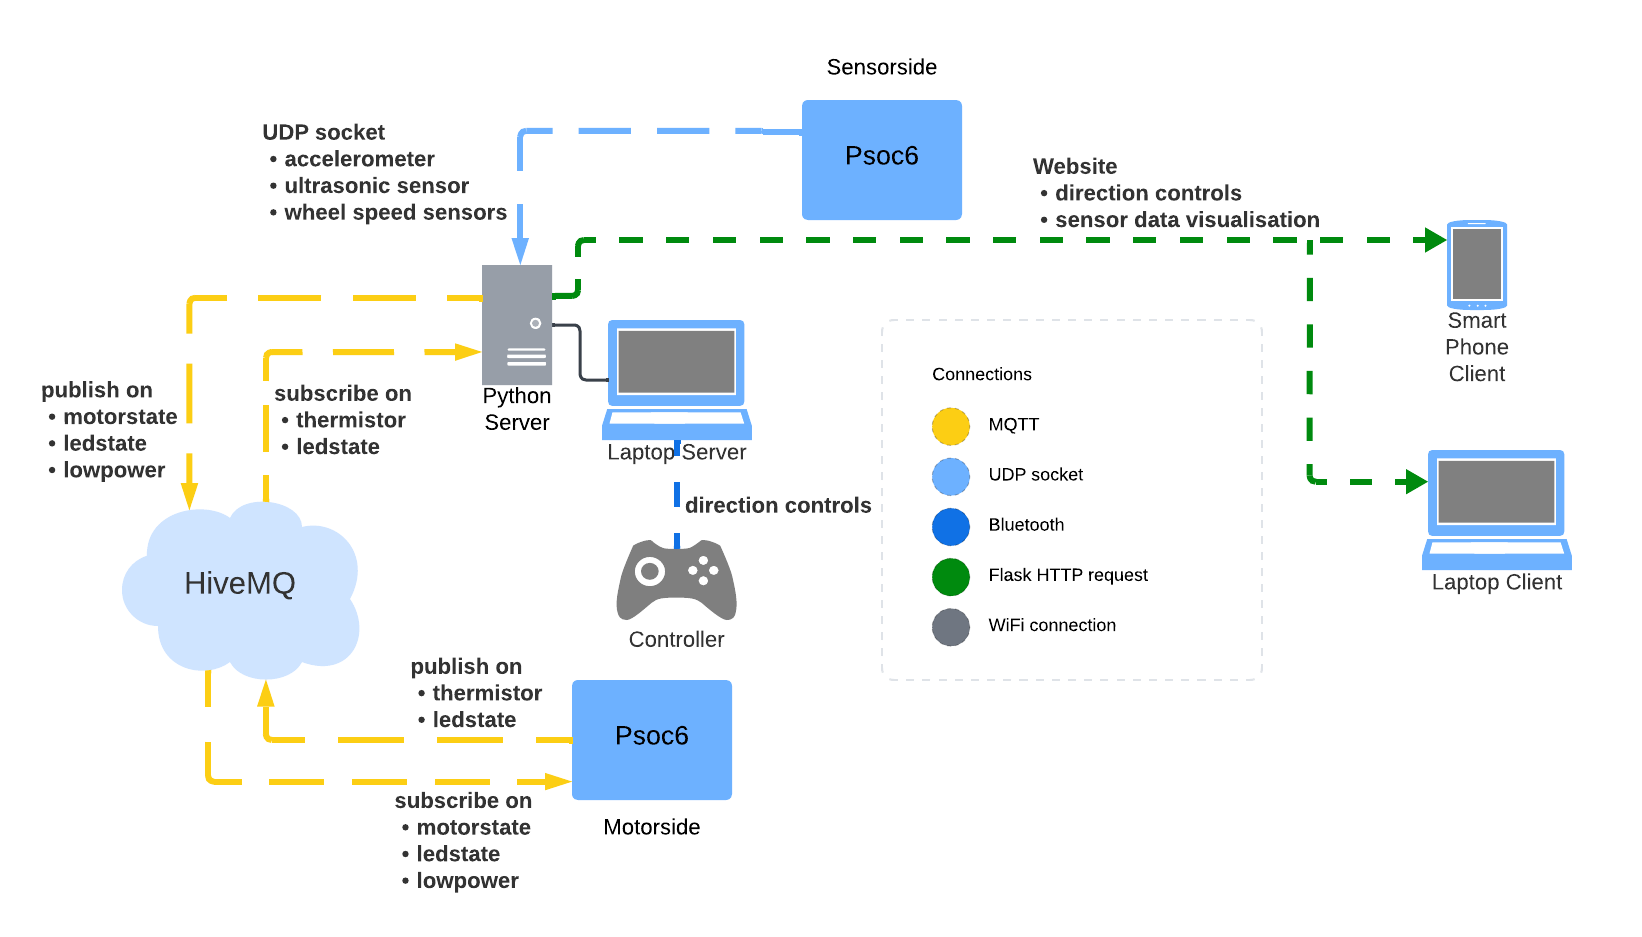 Sensorside
Psoc6
UDP socket
• accelerometer
• ultrasonic sensor
• wheel speed sensors
Website
• direction controls
• sensor data visualisation
Smart
Phone
Client
publish on
• motorstate
• ledstate
• lowpower
subscribe on
• thermistor
• ledstate
Python
Server
Laptop Server
direction controls
Controller
Connections
MQTT
UDP socket
Bluetooth
Flask HTTP request
WiFi connection
Laptop Client
HiveMQ
publish on
• thermistor
• ledstate
Psoc6
Motorside
subscribe on
• motorstate
• ledstate
• lowpower